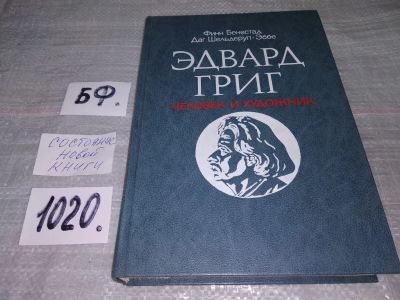 Финн Бенестад
Даг Шельдеруп-Эббе
ЭДВАРД
ГРИГ
ЧЕЛОВЕК И ХУДОЖНИК
БФ.
СОСТОЯНИЕ
НОВОЙ
КНИГИ
1020.